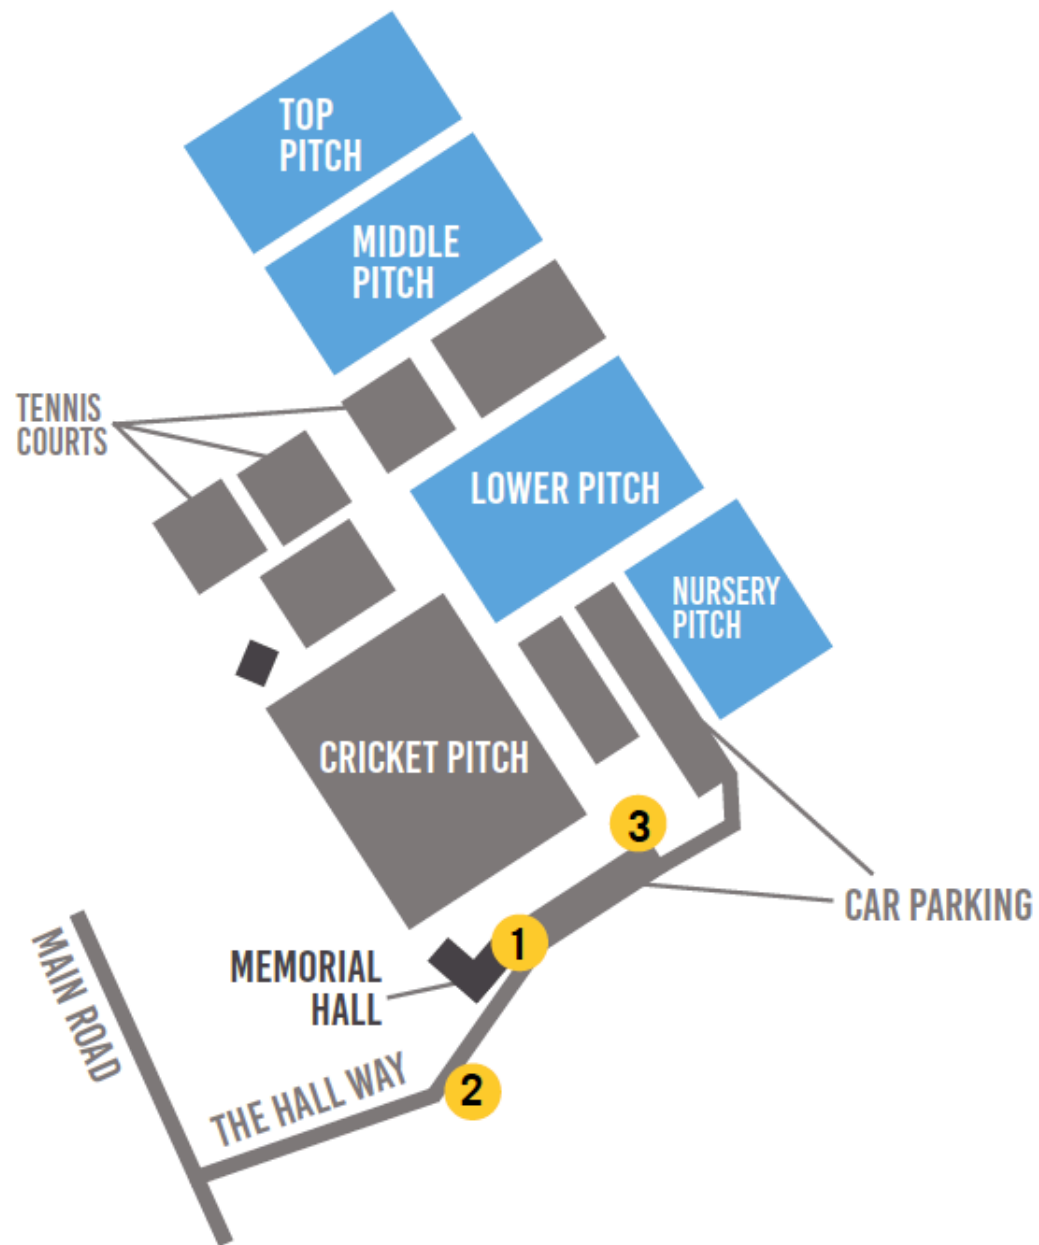 TOP
PITCH
MIDDLE
PITCH
TENNIS
COURTS
LOWER PITCH
NURSERY
PITCH
CRICKET PITCH
3
CAR PARKING
1
MEMORIAL
HALL
MAIN ROAD
THE HALL WAY
2